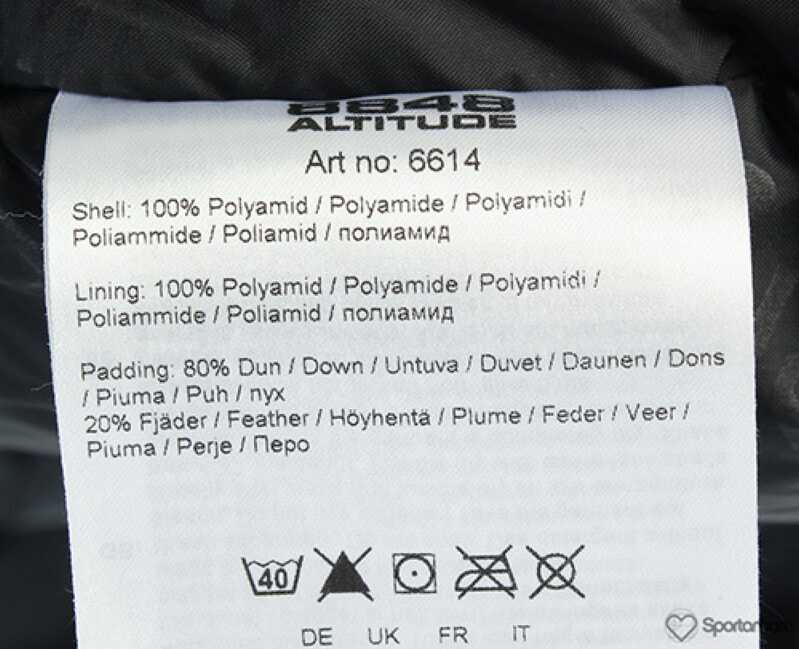 8848
ALTITUDE
Art no: 6614
Shell: 100% Polyamid / Polyamide / Polyamidi /
Poliammide / Poliamid / полиамид
Lining: 100% Polyamid / Polyamide / Polyamidi /
Poliammide / Poliamid / полиамид
Padding: 80% Dun / Down / Untuva / Duvet / Daunen / Dons
/ Piuma / Puh / пух
20% Fjäder / Feather / Höyhentä / Plume / Feder / Veer /
Piuma / Perje / Перо
40
DE UK FR IT